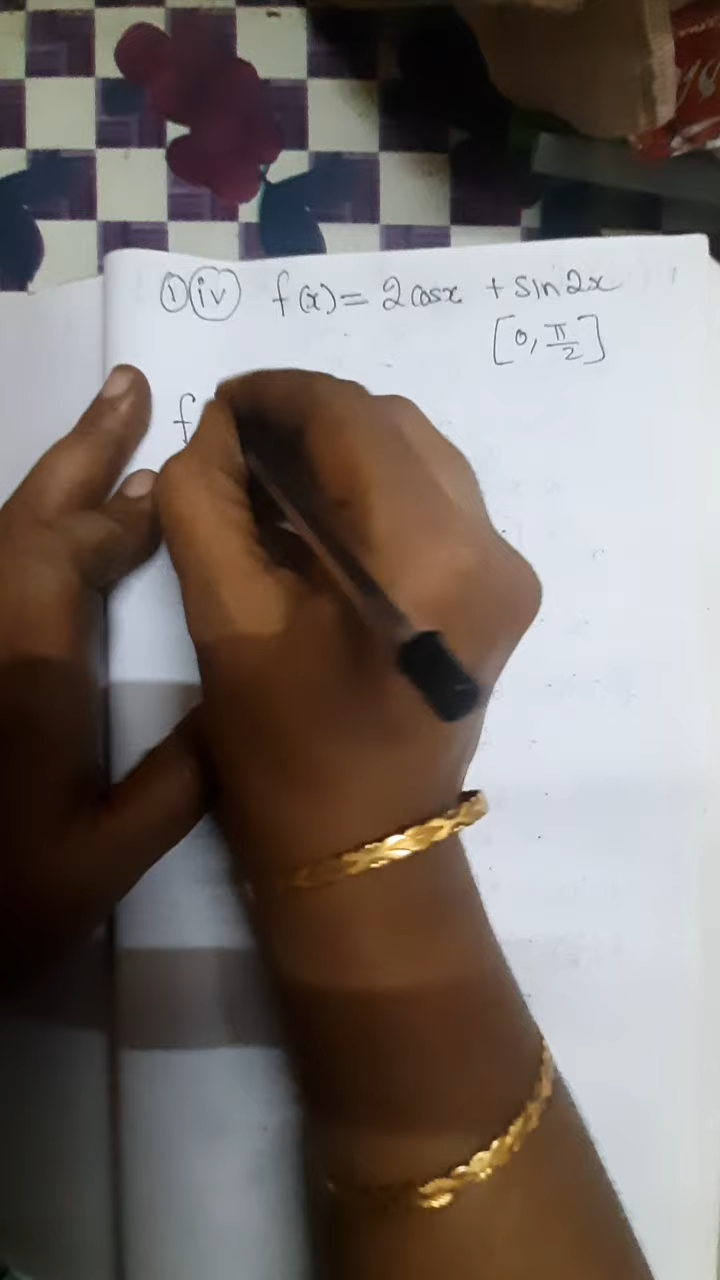 ① (iv) f(x) = 2cosx + sin2x
[0, π/2]
f